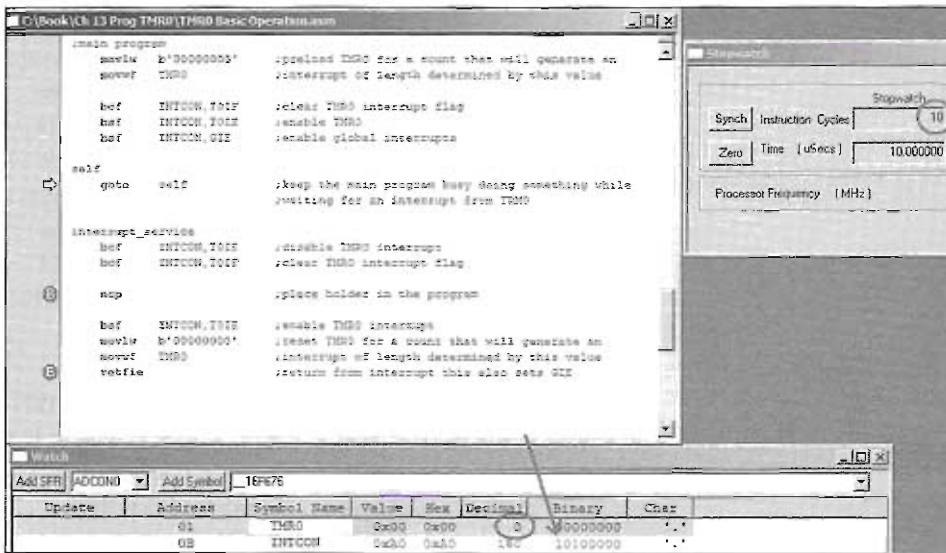 C:\Book\Ch 13 Prog TMR0\TMR0 Basic Operation.asm
;main program
movlw b'00000000' ;preload TMR0 for a count that will generate an
movwf TMR0 ;interrupt of length determined by this value
bcf INTCON,T0IF ;clear TMR0 interrupt flag
bsf INTCON,T0IE ;enable TMR0
bsf INTCON,GIE ;enable global interrupts
self
goto self ;keep the main program busy doing something while
;waiting for an interrupt from TRM0
interrupt_service
bcf INTCON,T0IE ;disable TMR0 interrupt
bcf INTCON,T0IF ;clear TMR0 interrupt flag
B nop ;place holder in the program
bsf INTCON,T0IE ;enable TMR0 interrupt
movlw b'00000000' ;reset TMR0 for a count that will generate an
movwf TMR0 ;interrupt of length determined by this value
B retfie ;return from interrupt this also sets GIE
Stopwatch
Stopwatch
Synch Instruction Cycles 10
Zero Time (uSecs) 10.000000
Processor Frequency (MHz)
Watch
Add SFR ADCON0 Add Symbol __16F676
Update Address Symbol Name Value Hex Decimal Binary Char
01 TMR0 0x00 0x00 0 00000000 '.'
0B INTCON 0xA0 0xA0 160 10100000 '.'